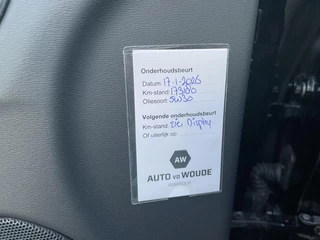 Onderhoudsbeurt
Datum: 17-1-2026
Km-stand: 173100
Oliesoort: 5W30
Volgende onderhoudsbeurt
Km-stand: zie Display
Of uiterlijk op:
AW
AUTO VD WOUDE